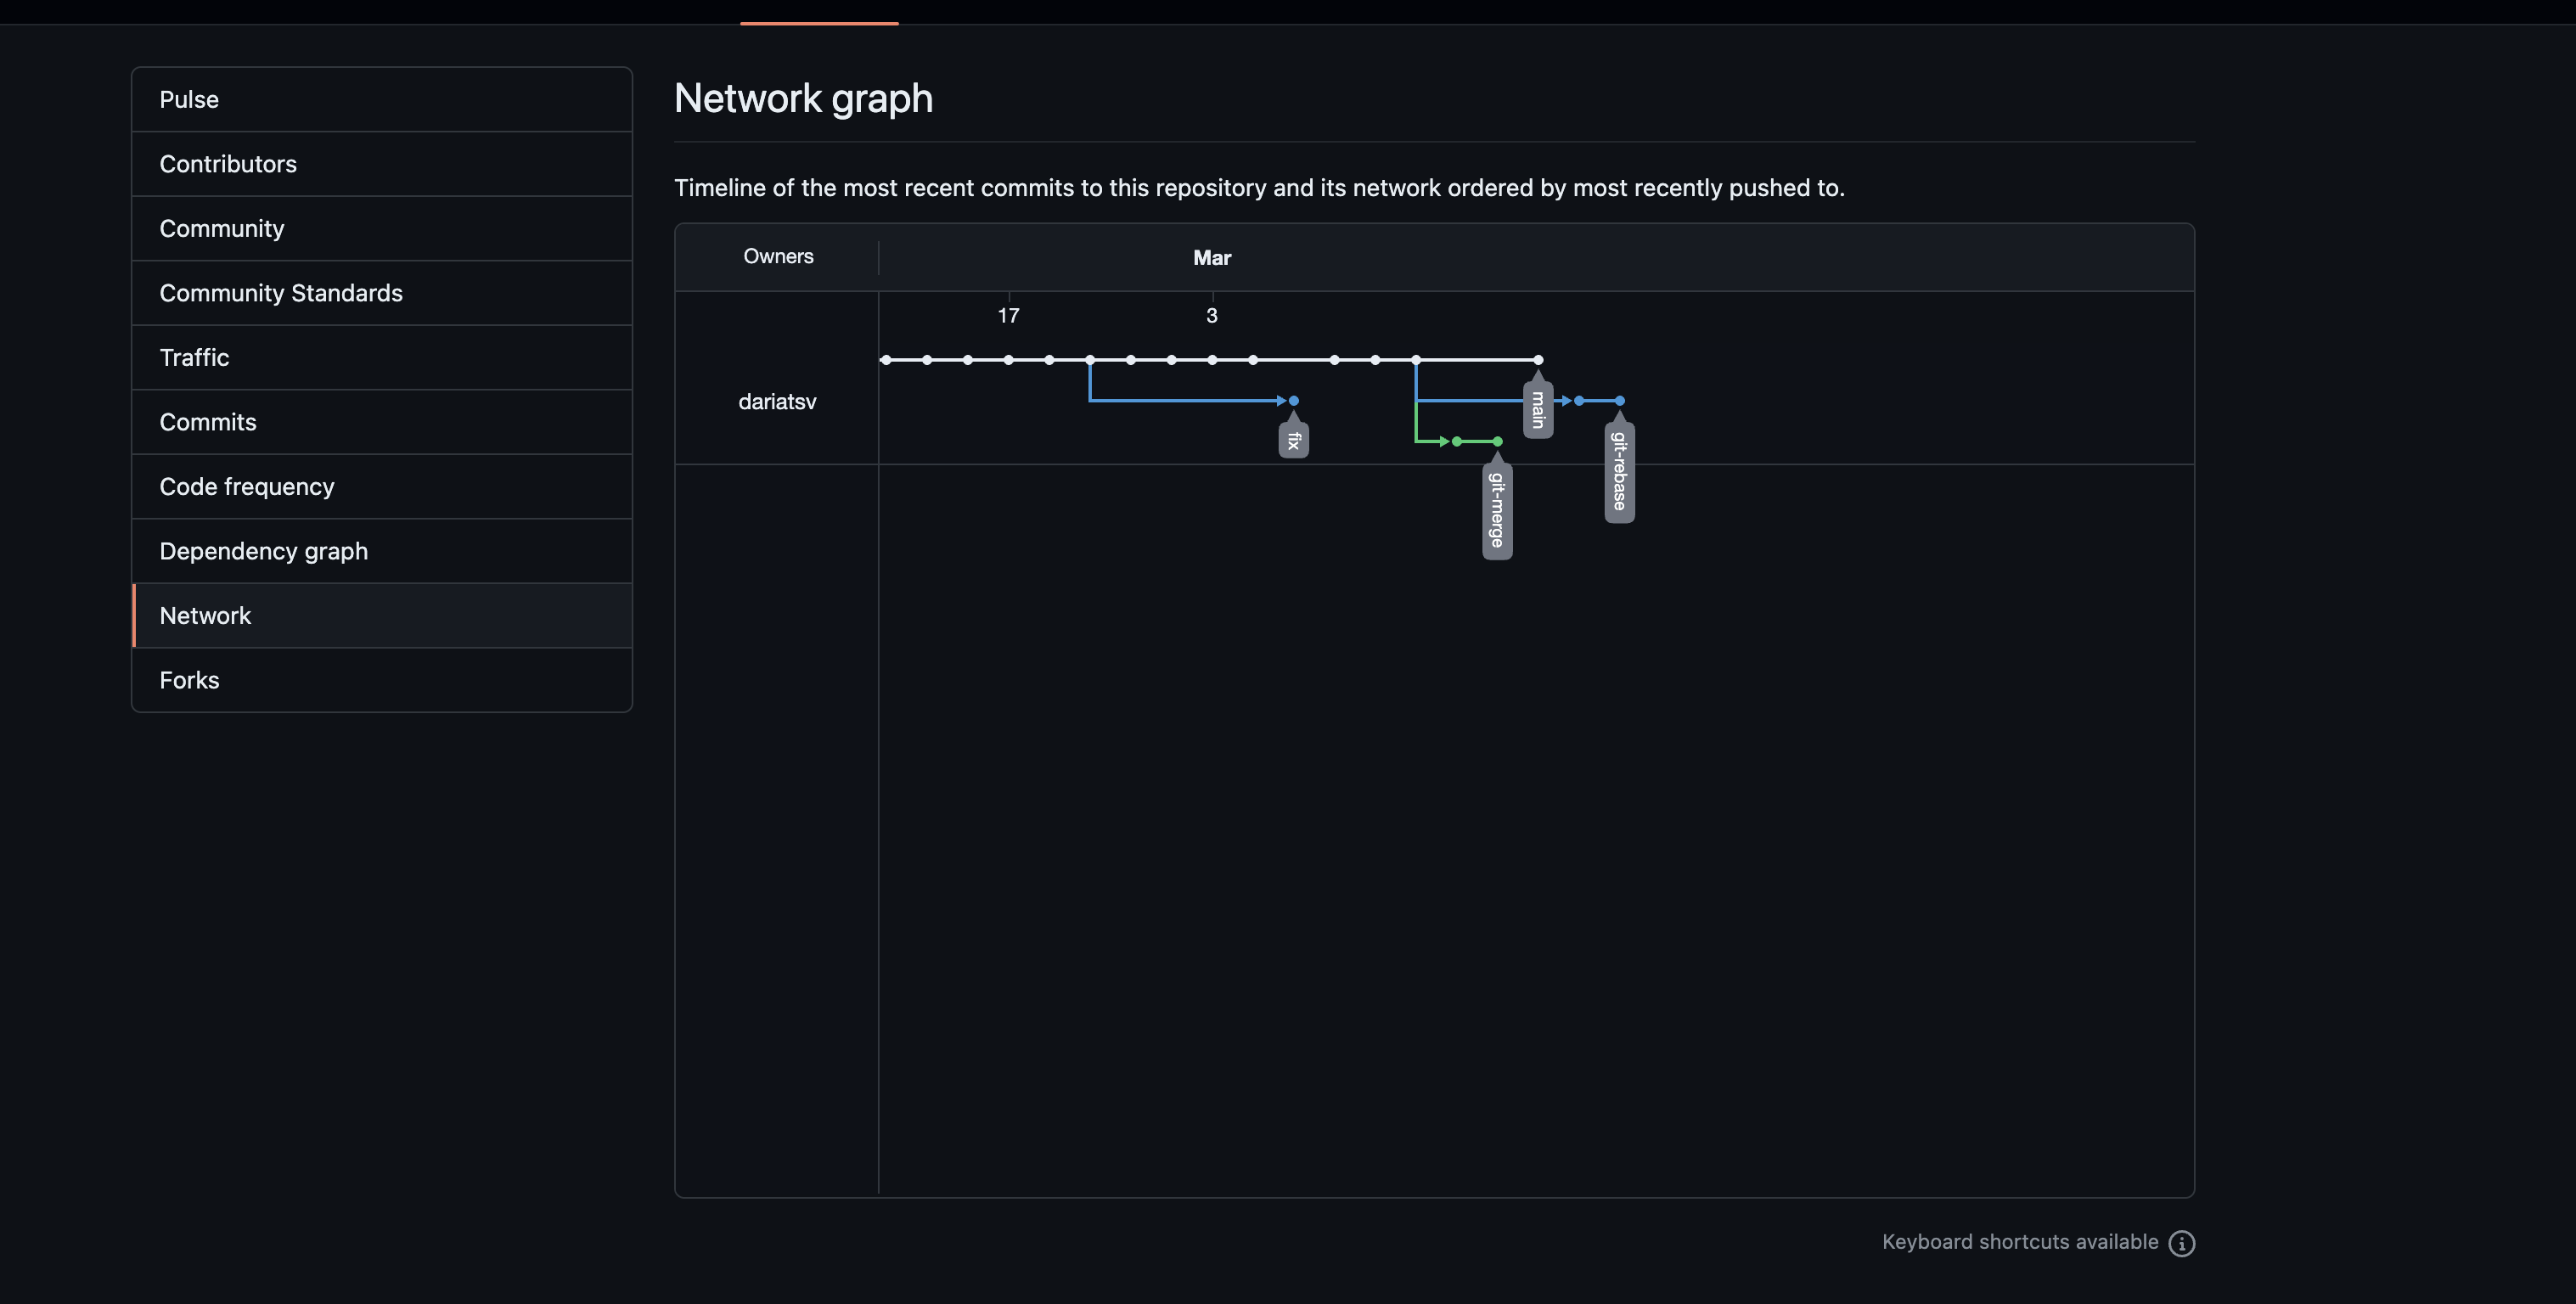 Pulse
Contributors
Community
Community Standards
Traffic
Commits
Code frequency
Dependency graph
Network
Forks
Network graph
Timeline of the most recent commits to this repository and its network ordered by most recently pushed to.
Owners
Mar
17
3
dariatsv
fix
main
git-merge
git-rebase
Keyboard shortcuts available